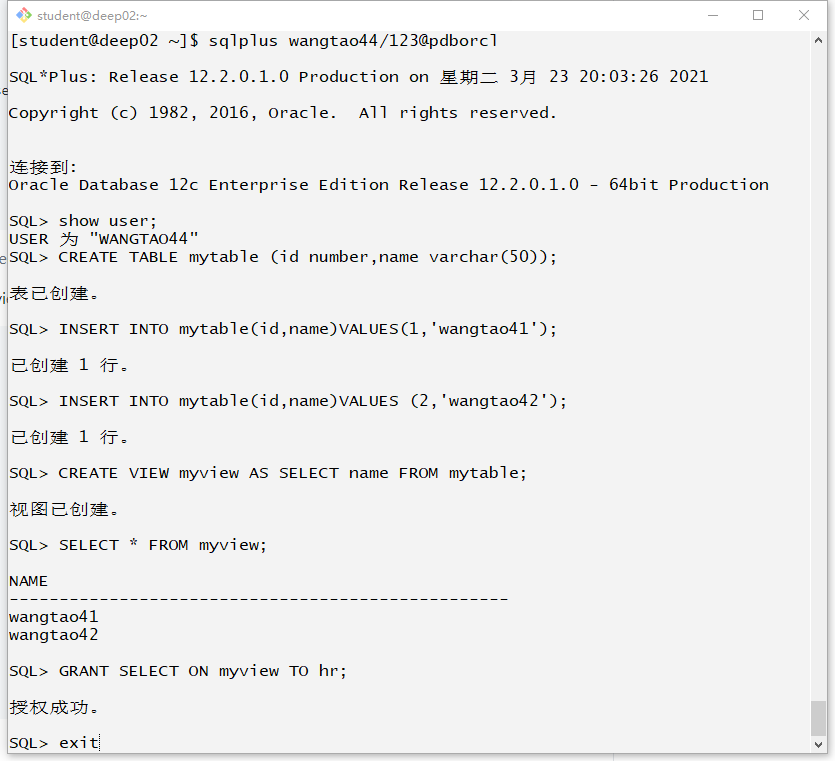 student@deep02:~
[student@deep02 ~]$ sqlplus wangtao44/123@pdborcl
SQL*Plus: Release 12.2.0.1.0 Production on 星期二 3月 23 20:03:26 2021
Copyright (c) 1982, 2016, Oracle.  All rights reserved.
连接到:
Oracle Database 12c Enterprise Edition Release 12.2.0.1.0 - 64bit Production
SQL> show user;
USER 为 "WANGTAO44"
SQL> CREATE TABLE mytable (id number,name varchar(50));
表已创建。
SQL> INSERT INTO mytable(id,name)VALUES(1,'wangtao41');
已创建 1 行。
SQL> INSERT INTO mytable(id,name)VALUES (2,'wangtao42');
已创建 1 行。
SQL> CREATE VIEW myview AS SELECT name FROM mytable;
视图已创建。
SQL> SELECT * FROM myview;
NAME
--------------------------------------------------
wangtao41
wangtao42
SQL> GRANT SELECT ON myview TO hr;
授权成功。
SQL> exit